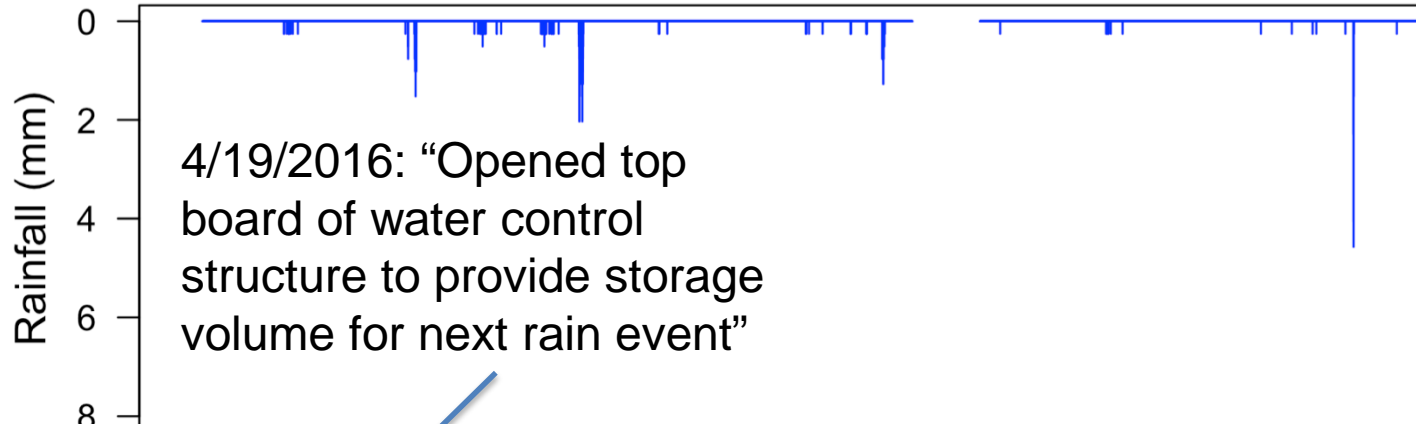 0
2
4
6
8
Rainfall (mm)
4/19/2016: “Opened top
board of water control
structure to provide storage
volume for next rain event”